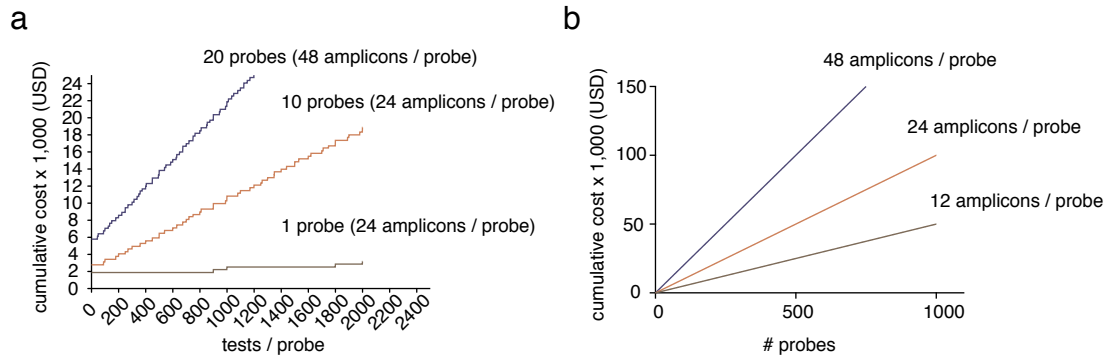 a
20 probes (48 amplicons / probe)
10 probes (24 amplicons / probe)
1 probe (24 amplicons / probe)
cumulative cost x 1,000 (USD)
24
22
20
18
16
14
12
10
8
6
4
2
0
0
200
400
600
800
1000
1200
1400
1600
1800
2000
2200
2400
tests / probe
b
48 amplicons / probe
24 amplicons / probe
12 amplicons / probe
cumulative cost x 1,000 (USD)
150
100
50
0
0
500
1000
# probes